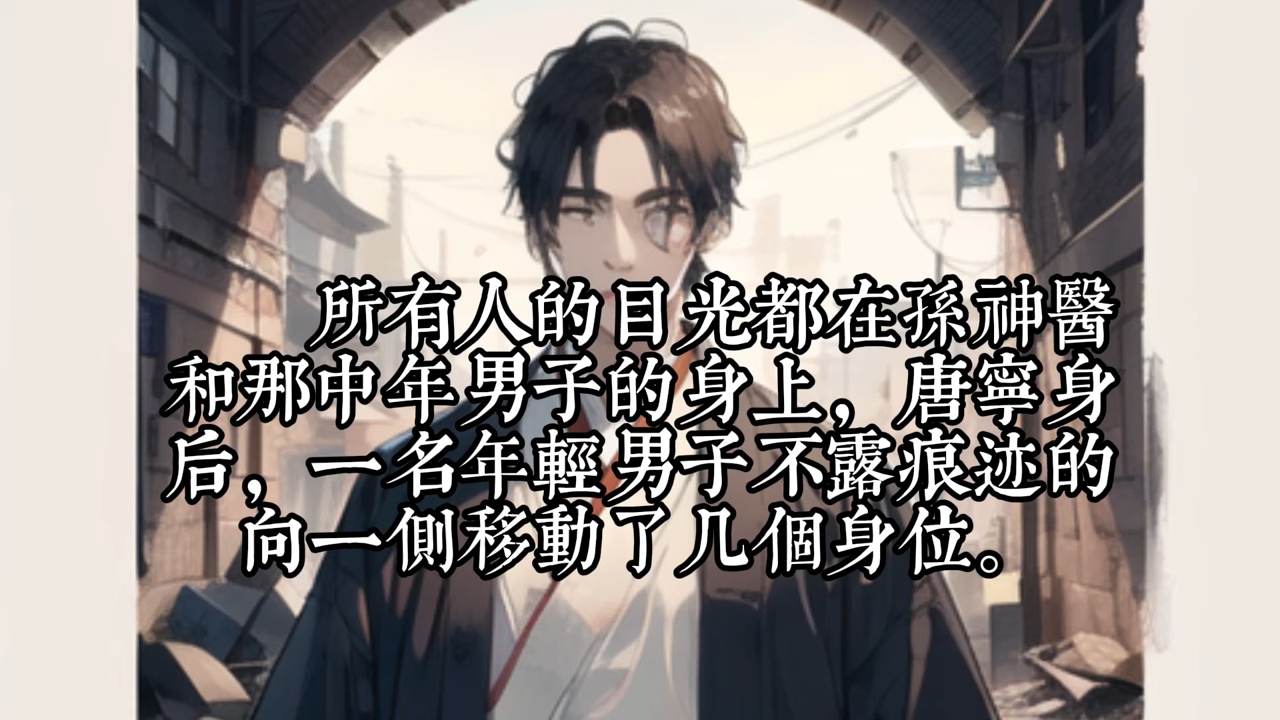 所有人的目光都在孫神醫
和那中年男子的身上，唐寧身
后，一名年輕男子不露痕迹的
向一側移動了几個身位。